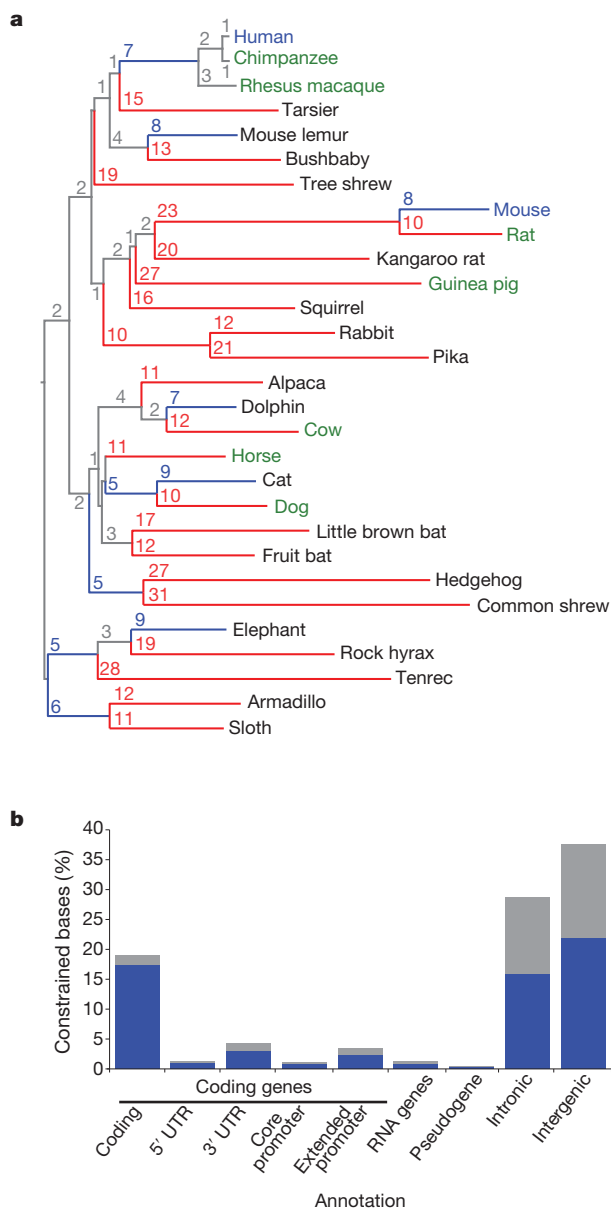 a
1
2
Human
7
Chimpanzee
1
1
3
Rhesus macaque
15
Tarsier
1
8
Mouse lemur
4
13
Bushbaby
19
Tree shrew
2
8
Mouse
23
2
10
Rat
1
20
Kangaroo rat
2
27
Guinea pig
16
Squirrel
1
12
Rabbit
10
21
Pika
2
11
Alpaca
4
7
Dolphin
2
12
Cow
11
Horse
1
9
Cat
5
10
Dog
2
17
Little brown bat
3
12
Fruit bat
27
Hedgehog
5
31
Common shrew
9
Elephant
3
5
19
Rock hyrax
28
Tenrec
12
Armadillo
6
11
Sloth
b
Constrained bases (%)
40
35
30
25
20
15
10
5
0
Coding genes
Coding
5′ UTR
3′ UTR
Core
promoter
Extended
promoter
RNA genes
Pseudogene
Intronic
Intergenic
Annotation